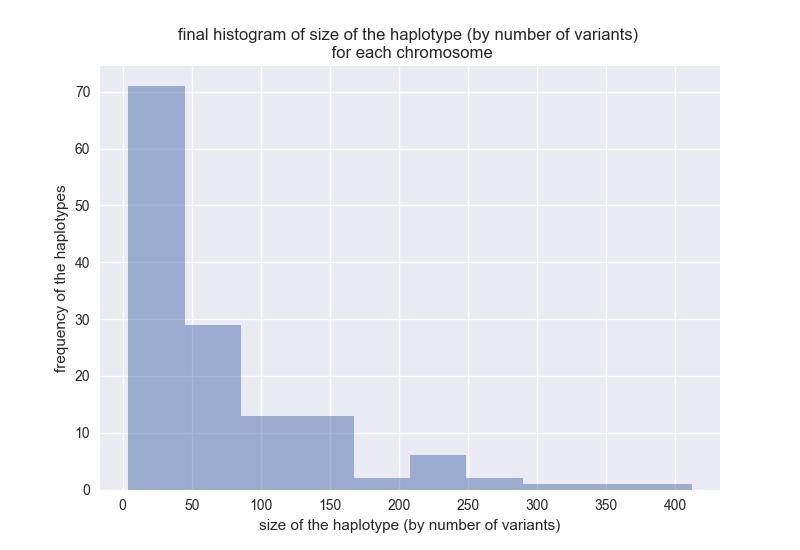 final histogram of size of the haplotype (by number of variants)
for each chromosome
frequency of the haplotypes
70
60
50
40
30
20
10
0
0 50 100 150 200 250 300 350 400
size of the haplotype (by number of variants)